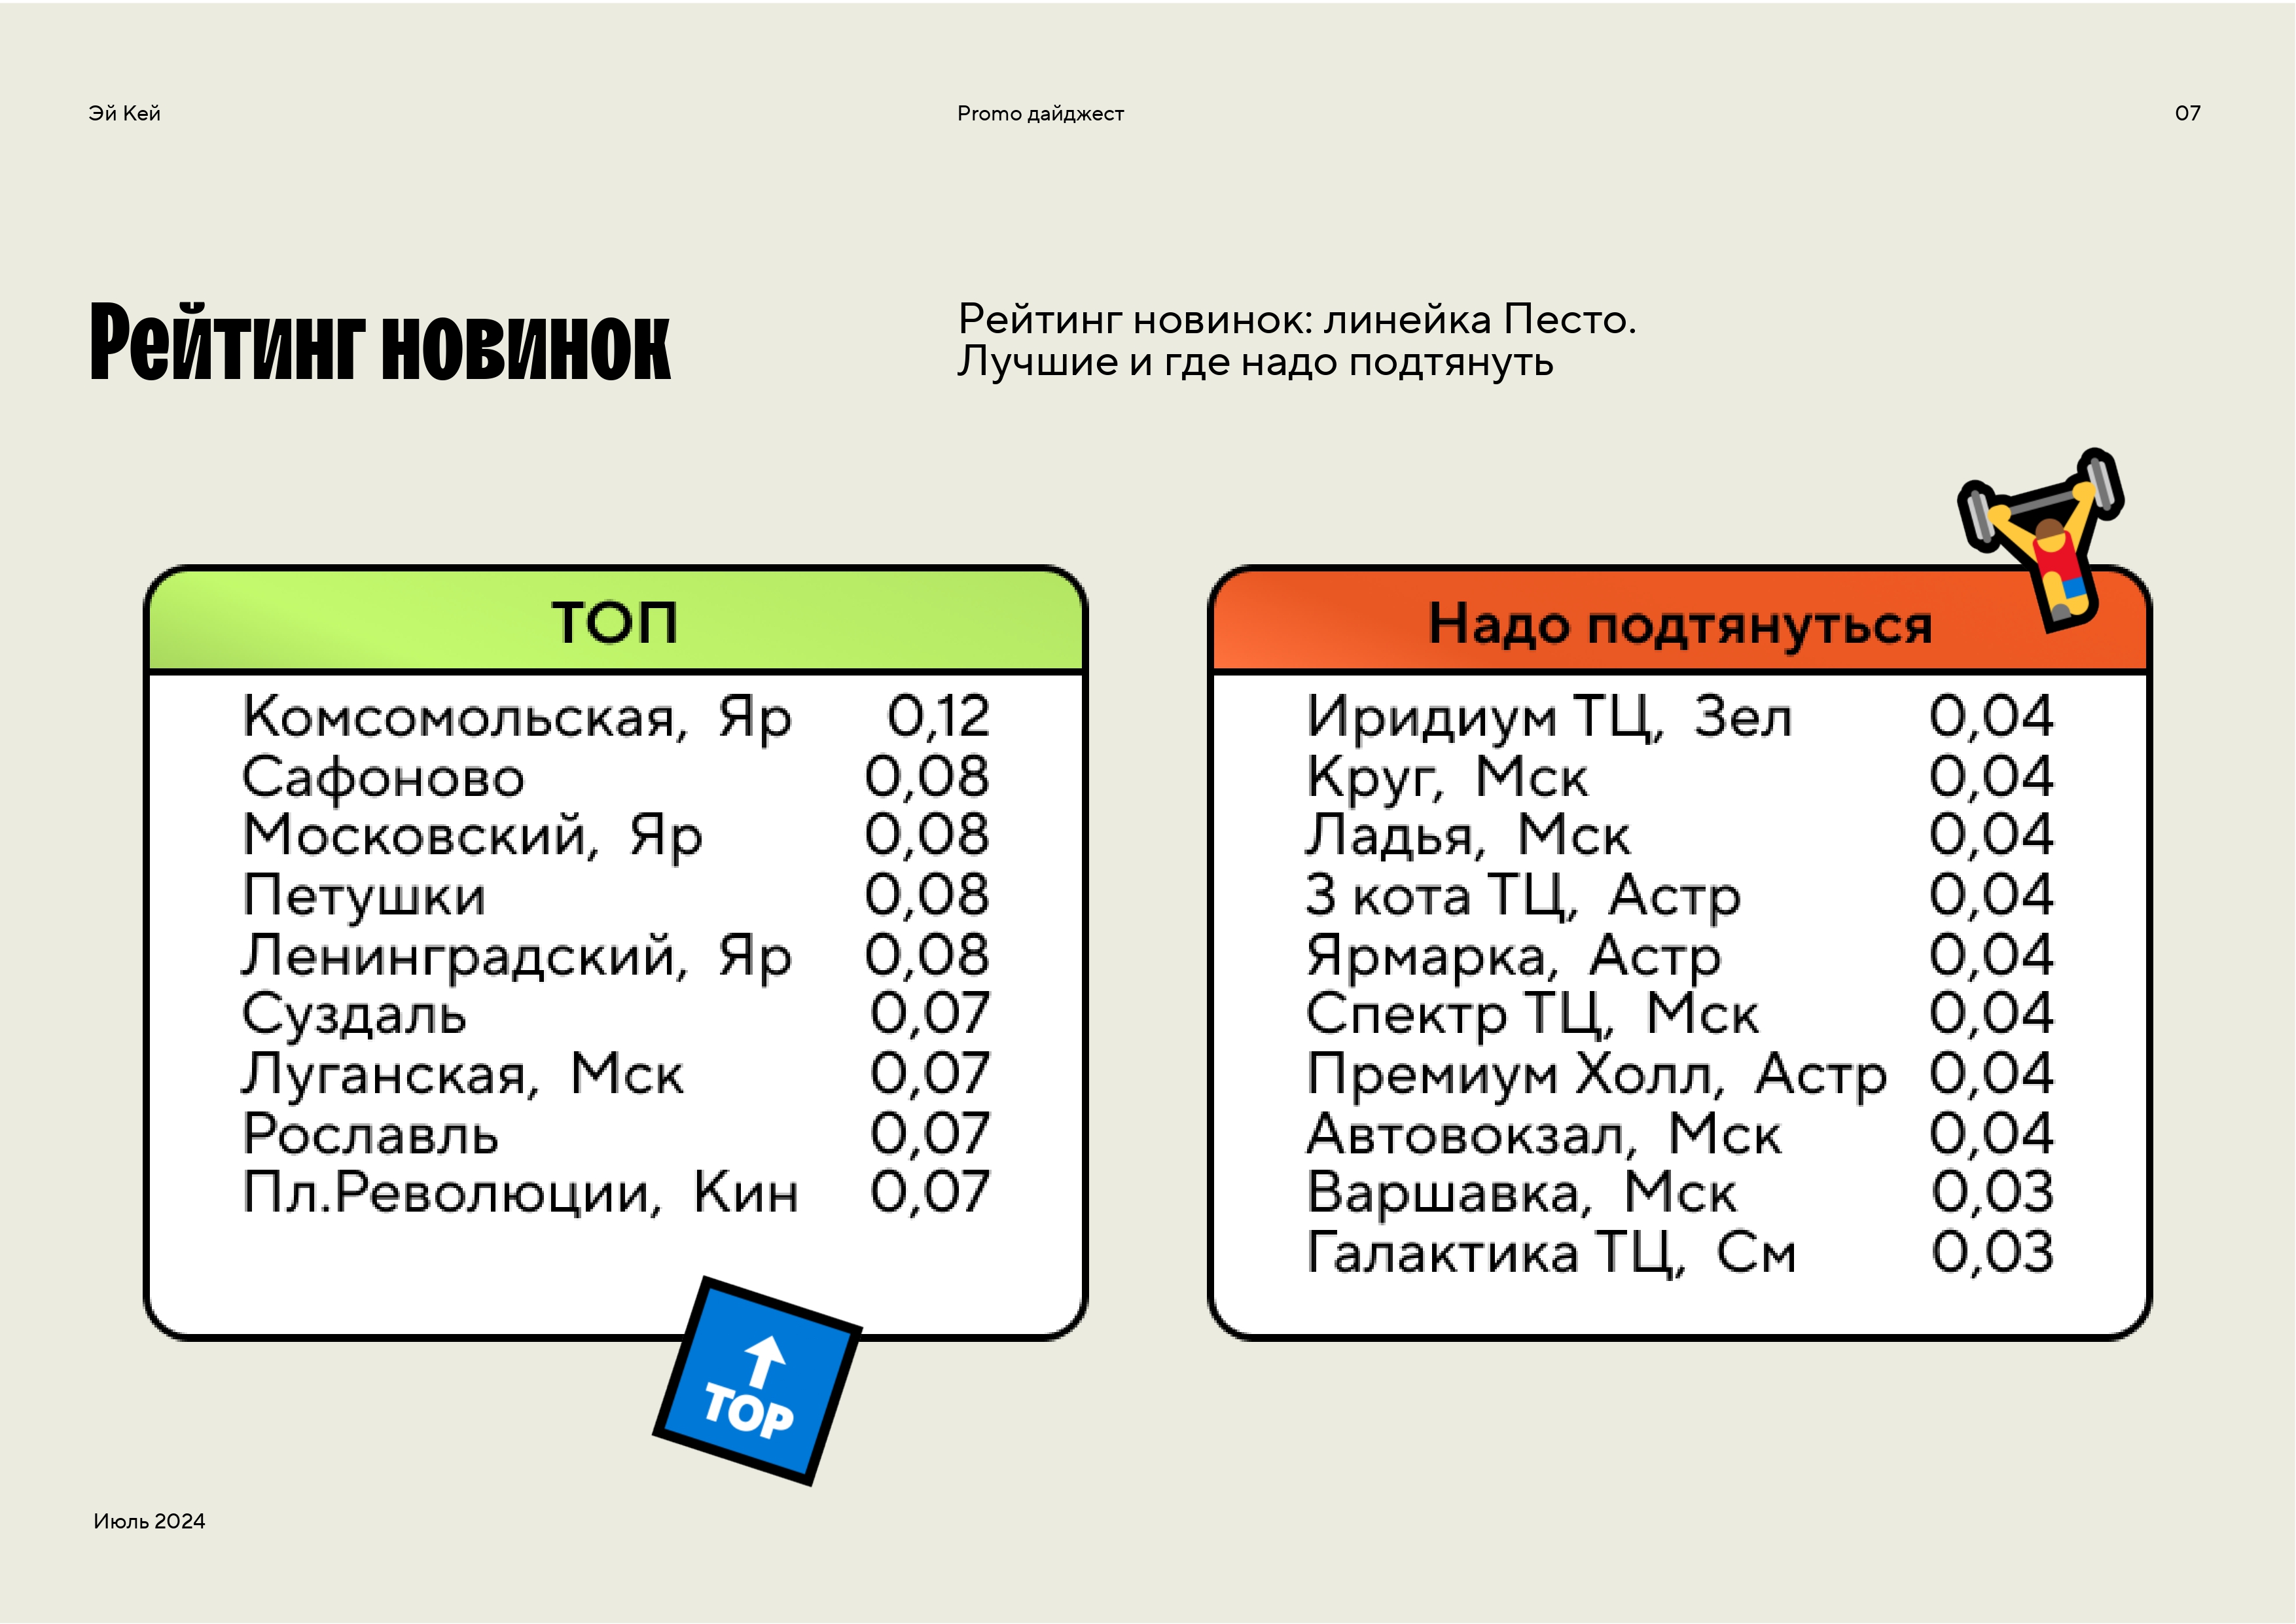 Эй Кей
Promo дайджест
07
Рейтинг новинок
Рейтинг новинок: линейка Песто.
Лучшие и где надо подтянуть
ТОП
Комсомольская, Яр 0,12
Сафоново 0,08
Московский, Яр 0,08
Петушки 0,08
Ленинградский, Яр 0,08
Суздаль 0,07
Луганская, Мск 0,07
Рославль 0,07
Пл.Революции, Кин 0,07
TOP
Надо подтянуться
Иридиум ТЦ, Зел 0,04
Круг, Мск 0,04
Ладья, Мск 0,04
3 кота ТЦ, Астр 0,04
Ярмарка, Астр 0,04
Спектр ТЦ, Мск 0,04
Премиум Холл, Астр 0,04
Автовокзал, Мск 0,04
Варшавка, Мск 0,03
Галактика ТЦ, См 0,03
Июль 2024